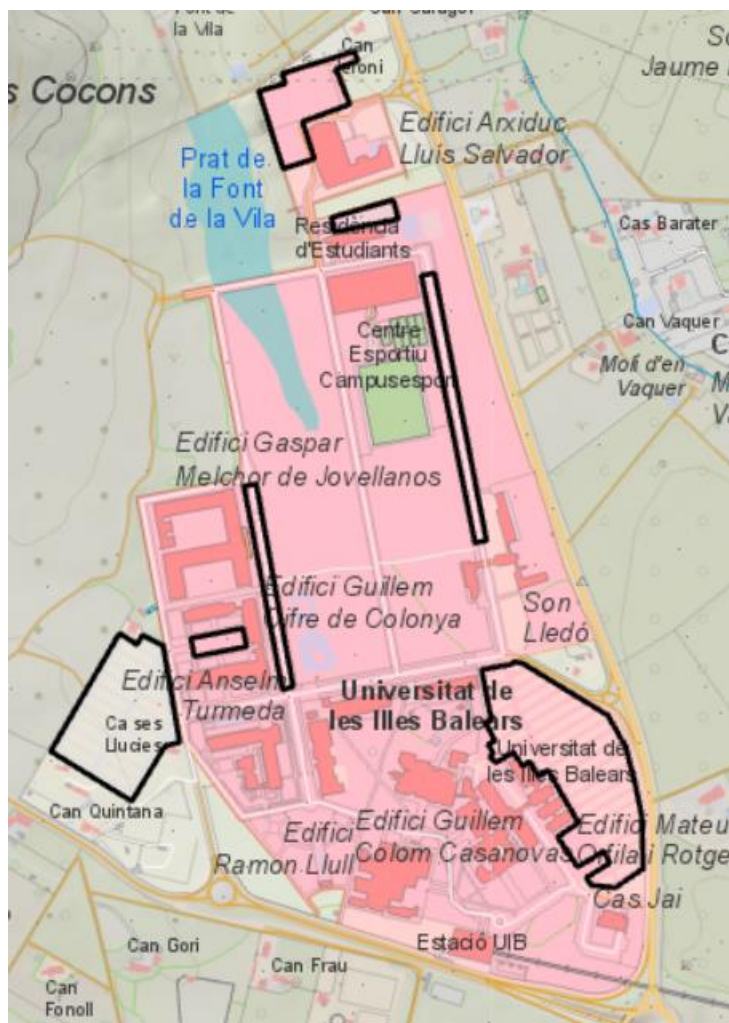 Pont de
la Vila
Can
s Cocons
Edifici Arxiduc
Lluís Salvador
Jaume
Prat de
la Font
de la Vila
Residència
d'Estudiants
Cas Barater
Can Vaquer
Centre
Esportiu
Campusesport
Molí d'en
Vaquer
Edifici Gaspar
Melchor de Jovellanos
Edifici Guillem
Cifre de Colonya
Son
Lledó
Edifici Anselm
Turmeda
Ca ses
Llucies
Universitat de
les Illes Balears
Universitat de
les Illes Balears
Can Quintana
Edifici
Ramon Llull
Edifici Guillem
Colom Casanovas
Edifici Mateu
Orfila i Rotge
Cas Jai
Estació UIB
Can Gori
Can Frau
Can
Fonoll